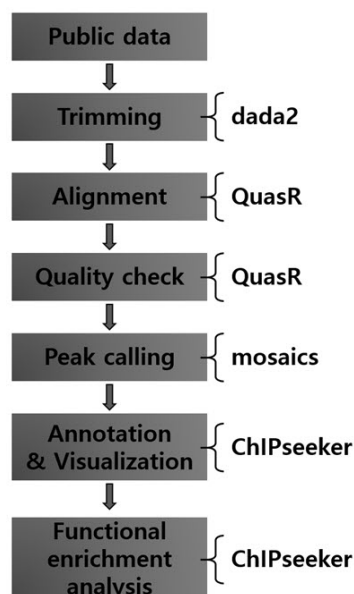 Public data
Trimming
dada2
Alignment
QuasR
Quality check
QuasR
Peak calling
mosaics
Annotation
& Visualization
ChIPseeker
Functional
enrichment
analysis
ChIPseeker